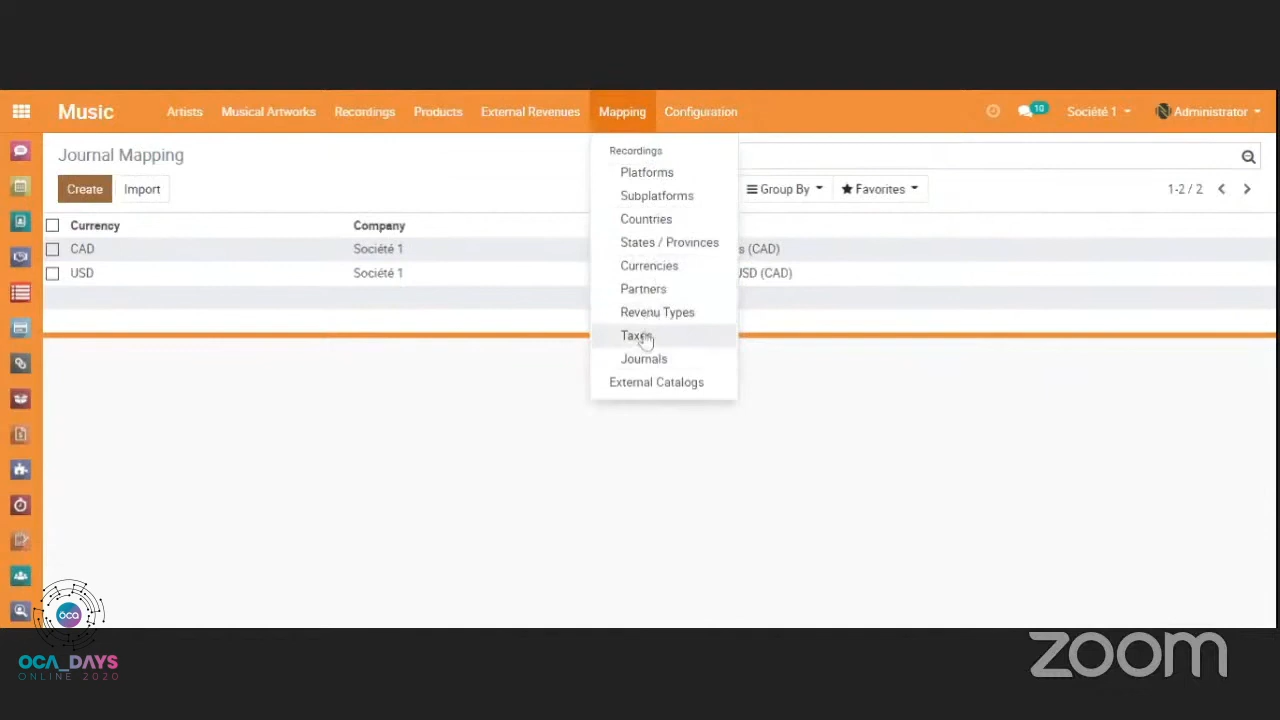 Music
Artists
Musical Artworks
Recordings
Products
External Revenues
Mapping
Configuration
10
Société 1
Administrator
Journal Mapping
Create
Import
Group By
Favorites
1-2 / 2
Currency
Company
CAD
Société 1
s (CAD)
USD
Société 1
USD (CAD)
Recordings
Platforms
Subplatforms
Countries
States / Provinces
Currencies
Partners
Revenu Types
Taxes
Journals
External Catalogs
oca
OCA_DAYS
ONLINE 2020
zoom